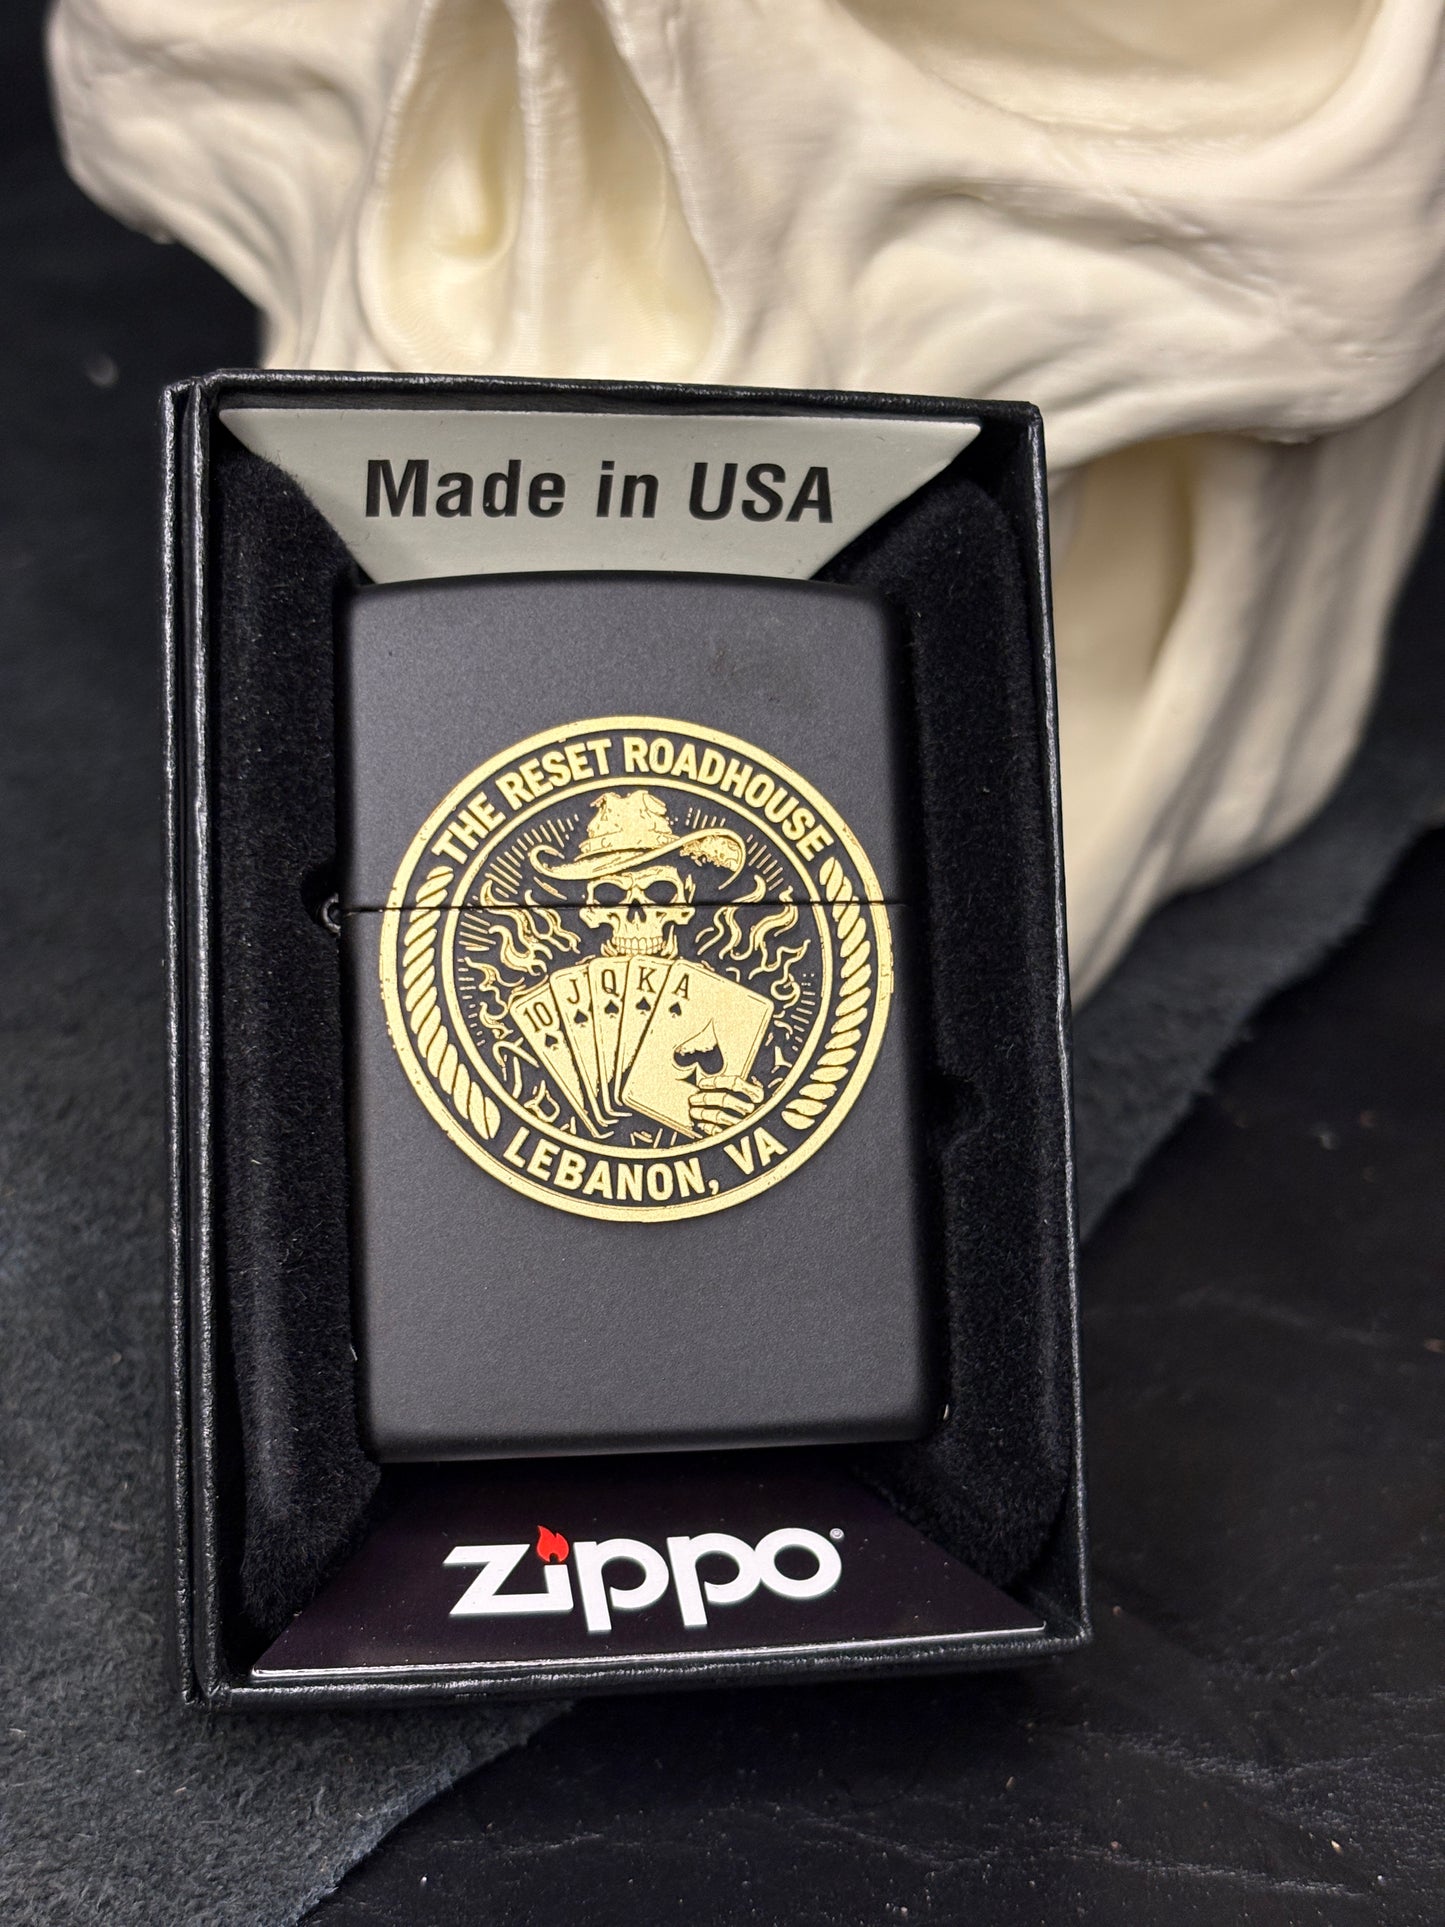 Made in USA
THE RESET ROADHOUSE
10 J Q K A
LEBANON, VA
zippo®